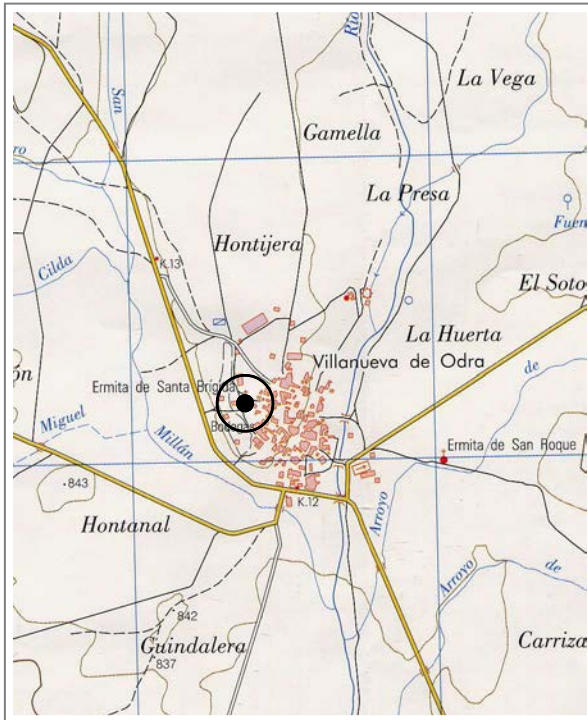 Río
La Vega
San
Gamella
La Presa
Fuen
Hontijera
Cilda
K.13
El Soto
La Huerta
Villanueva de Odra
de
Ermita de Santa Brígida
Miguel
Bodegas
Millán
Ermita de San Roque
843
K.12
Hontanal
Arroyo
Arroyo
de
842
Guindalera
837
Carriza